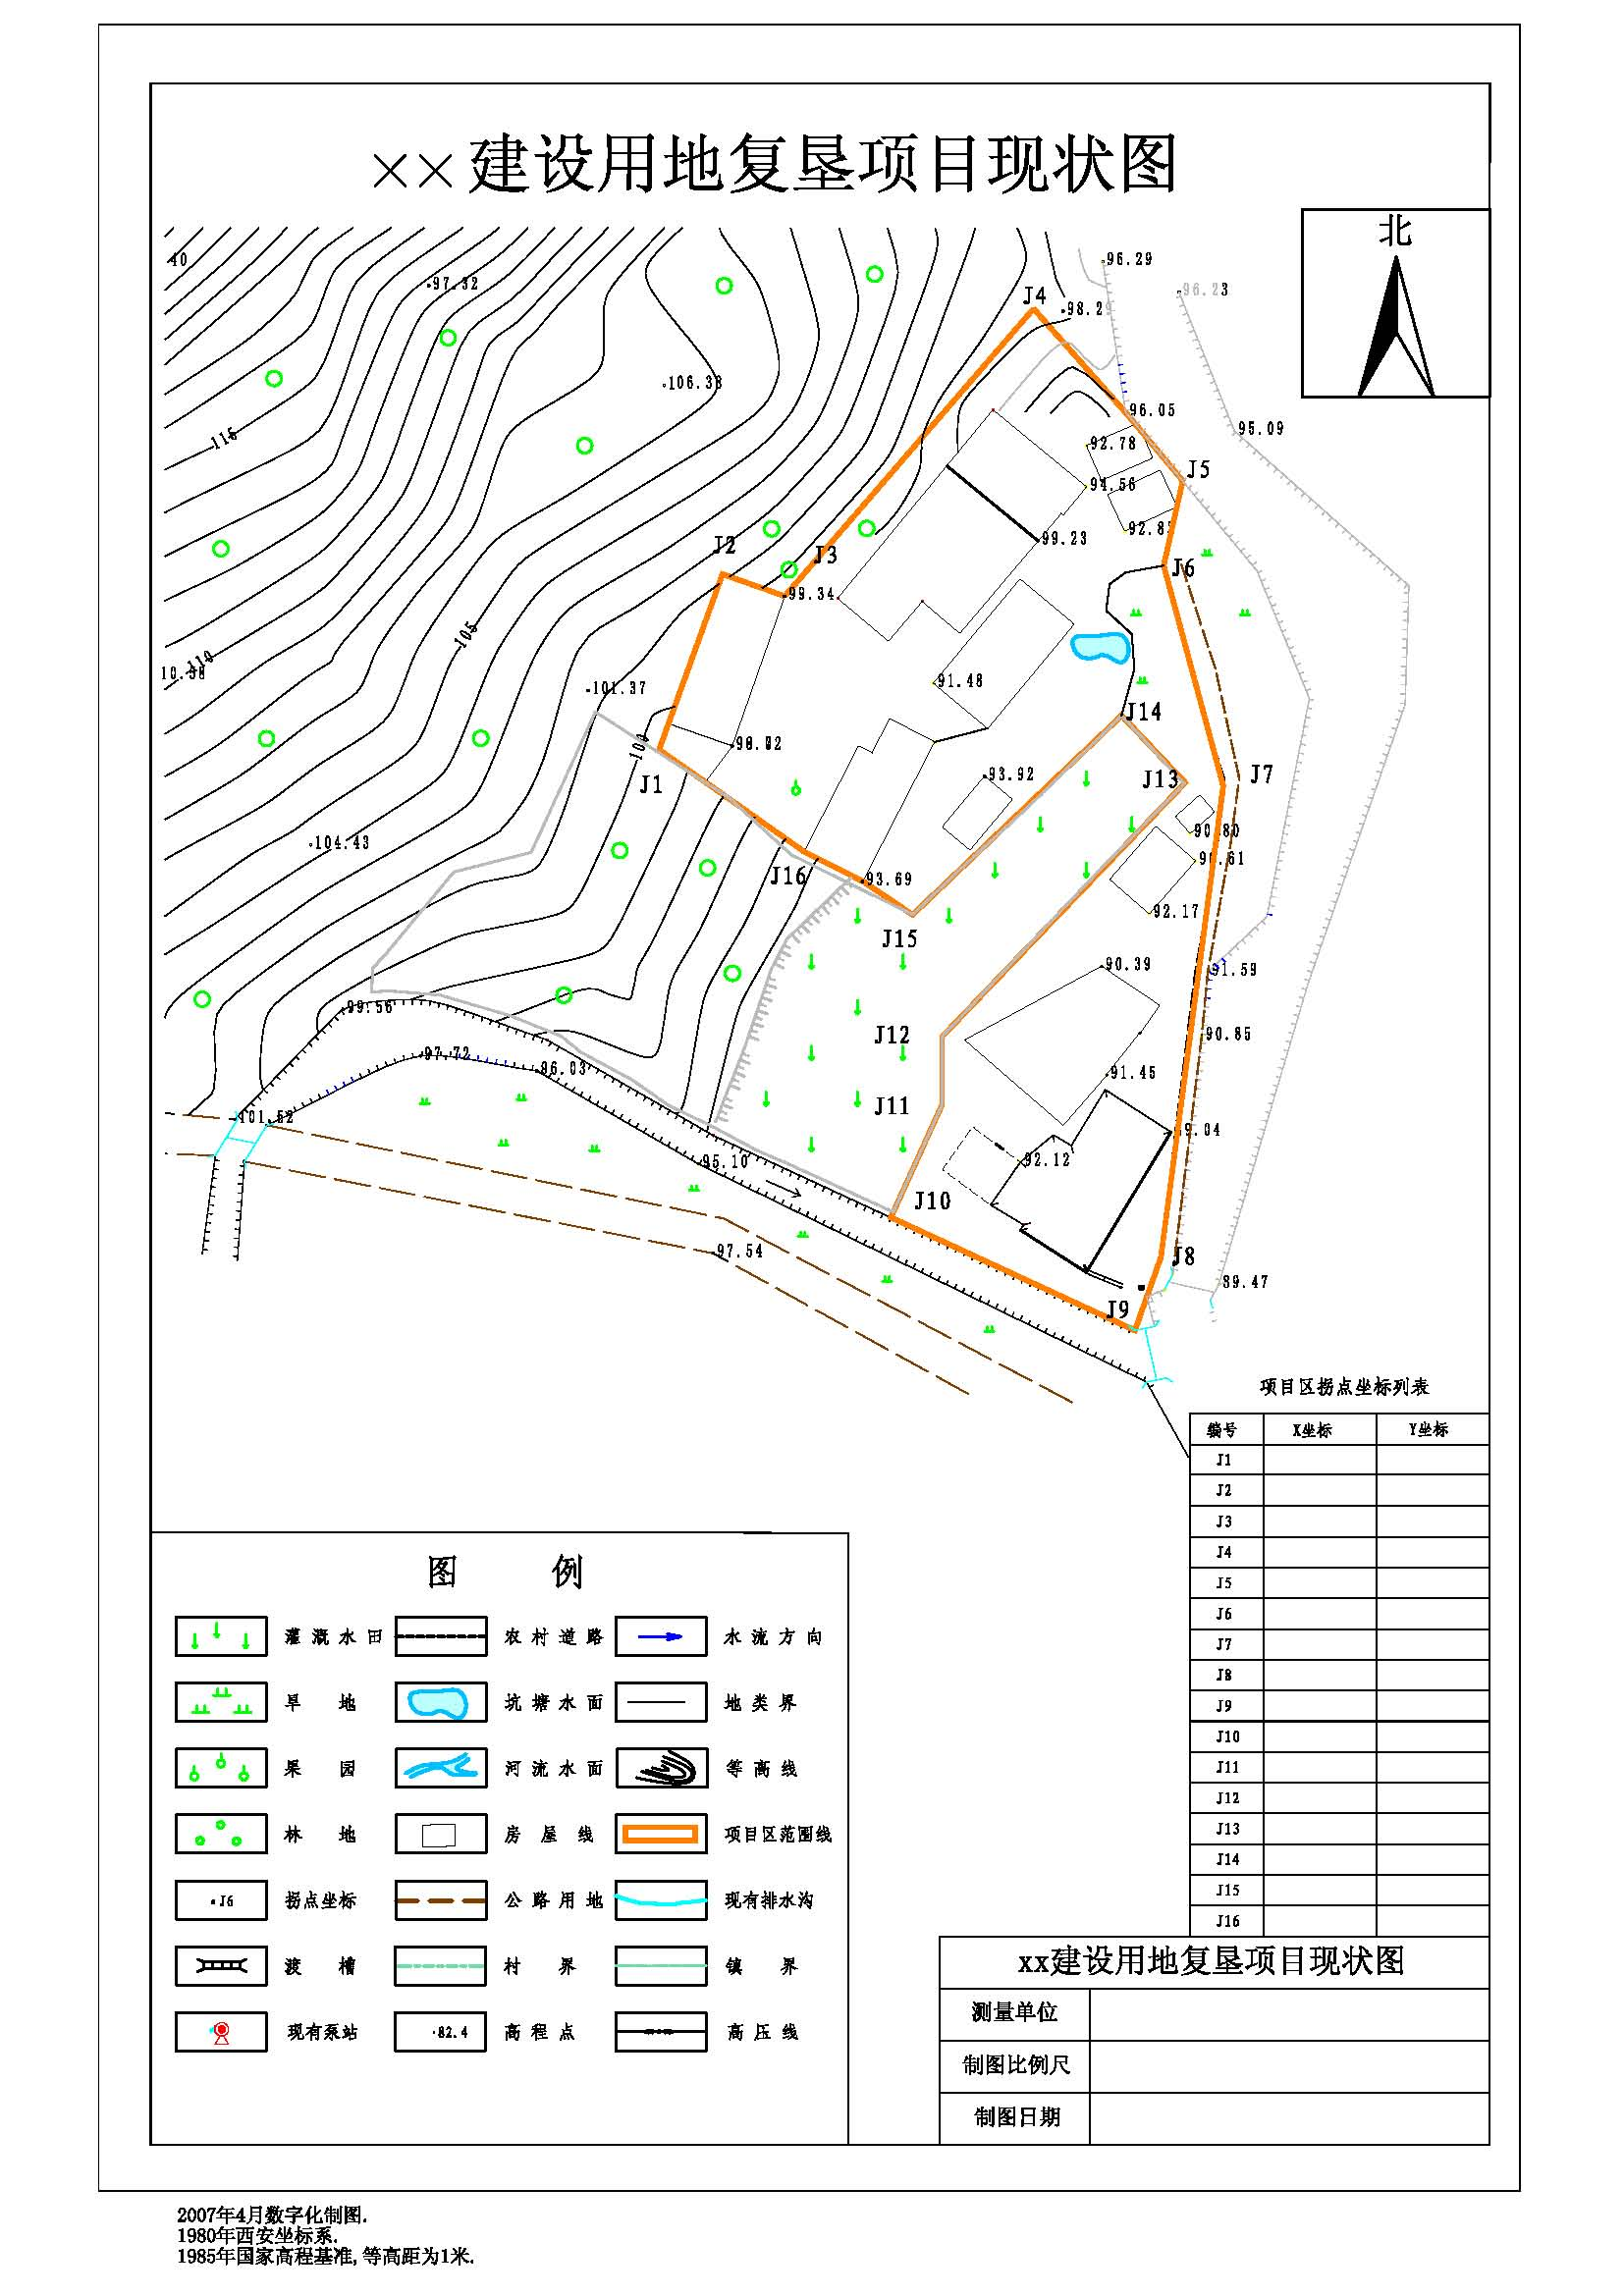 ××建设用地复垦项目现状图
北
40
97.32
96.29
96.23
J4
98.2
106.33
96.05
95.09
116
92.78
J5
94.56
92.85
99.23
J2
J3
J6
99.34
105
110
101.37
91.48
J14
100
J1
93.92
J13
J7
104.43
90.80
J16
93.69
92.17
J15
90.39
91.59
99.56
J12
90.85
97.72
96.03
91.45
J11
101.52
92.12
95.10
J10
97.54
J8
89.47
J9
项目区拐点坐标列表
编号 X坐标 Y坐标
J1
J2
J3
J4
J5
J6
J7
J8
J9
J10
J11
J12
J13
J14
J15
J16
图 例
灌溉水田 农村道路 水流方向
旱地 坑塘水面 地类界
果园 河流水面 等高线
林地 房屋线 项目区范围线
J6 拐点坐标 公路用地 现有排水沟
渡槽 村界 镇界
现有泵站 82.4 高程点 高压线
xx建设用地复垦项目现状图
测量单位
制图比例尺
制图日期
2007年4月数字化制图.
1980年西安坐标系.
1985年国家高程基准,等高距为1米.